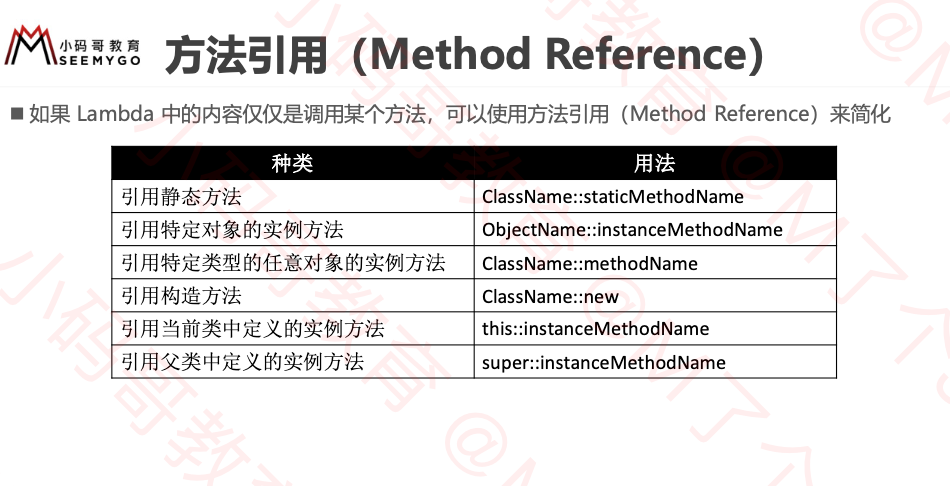 小码哥教育
SEEMYGO
方法引用（Method Reference）
■ 如果 Lambda 中的内容仅仅是调用某个方法，可以使用方法引用（Method Reference）来简化
种类 用法
引用静态方法 ClassName::staticMethodName
引用特定对象的实例方法 ObjectName::instanceMethodName
引用特定类型的任意对象的实例方法 ClassName::methodName
引用构造方法 ClassName::new
引用当前类中定义的实例方法 this::instanceMethodName
引用父类中定义的实例方法 super::instanceMethodName